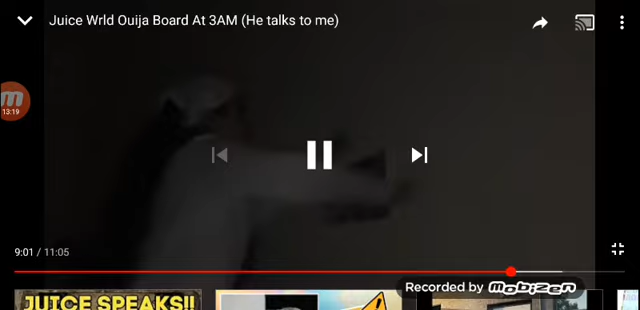 Juice Wrld Ouija Board At 3AM (He talks to me)
m
13:19
9:01 / 11:05
Recorded by mobizen
JUICE SPEAKS!!